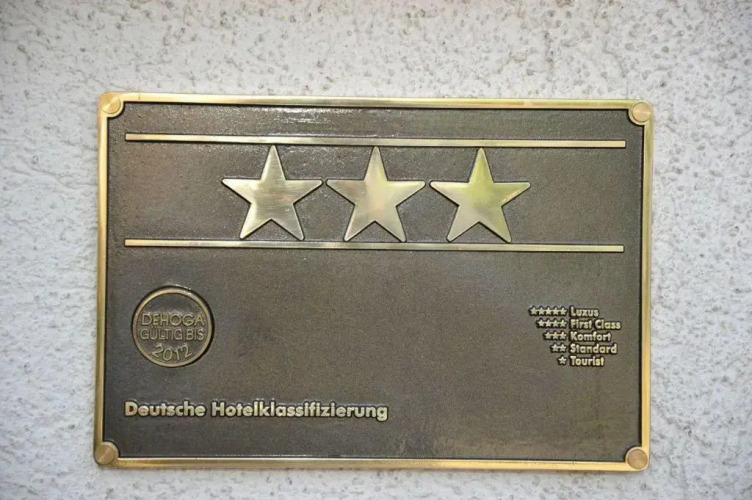 DEHOGA
GÜLTIG BIS
2012
★★★★★ Luxus
★★★★ First Class
★★★ Komfort
★★ Standard
★ Tourist
Deutsche Hotelklassifizierung